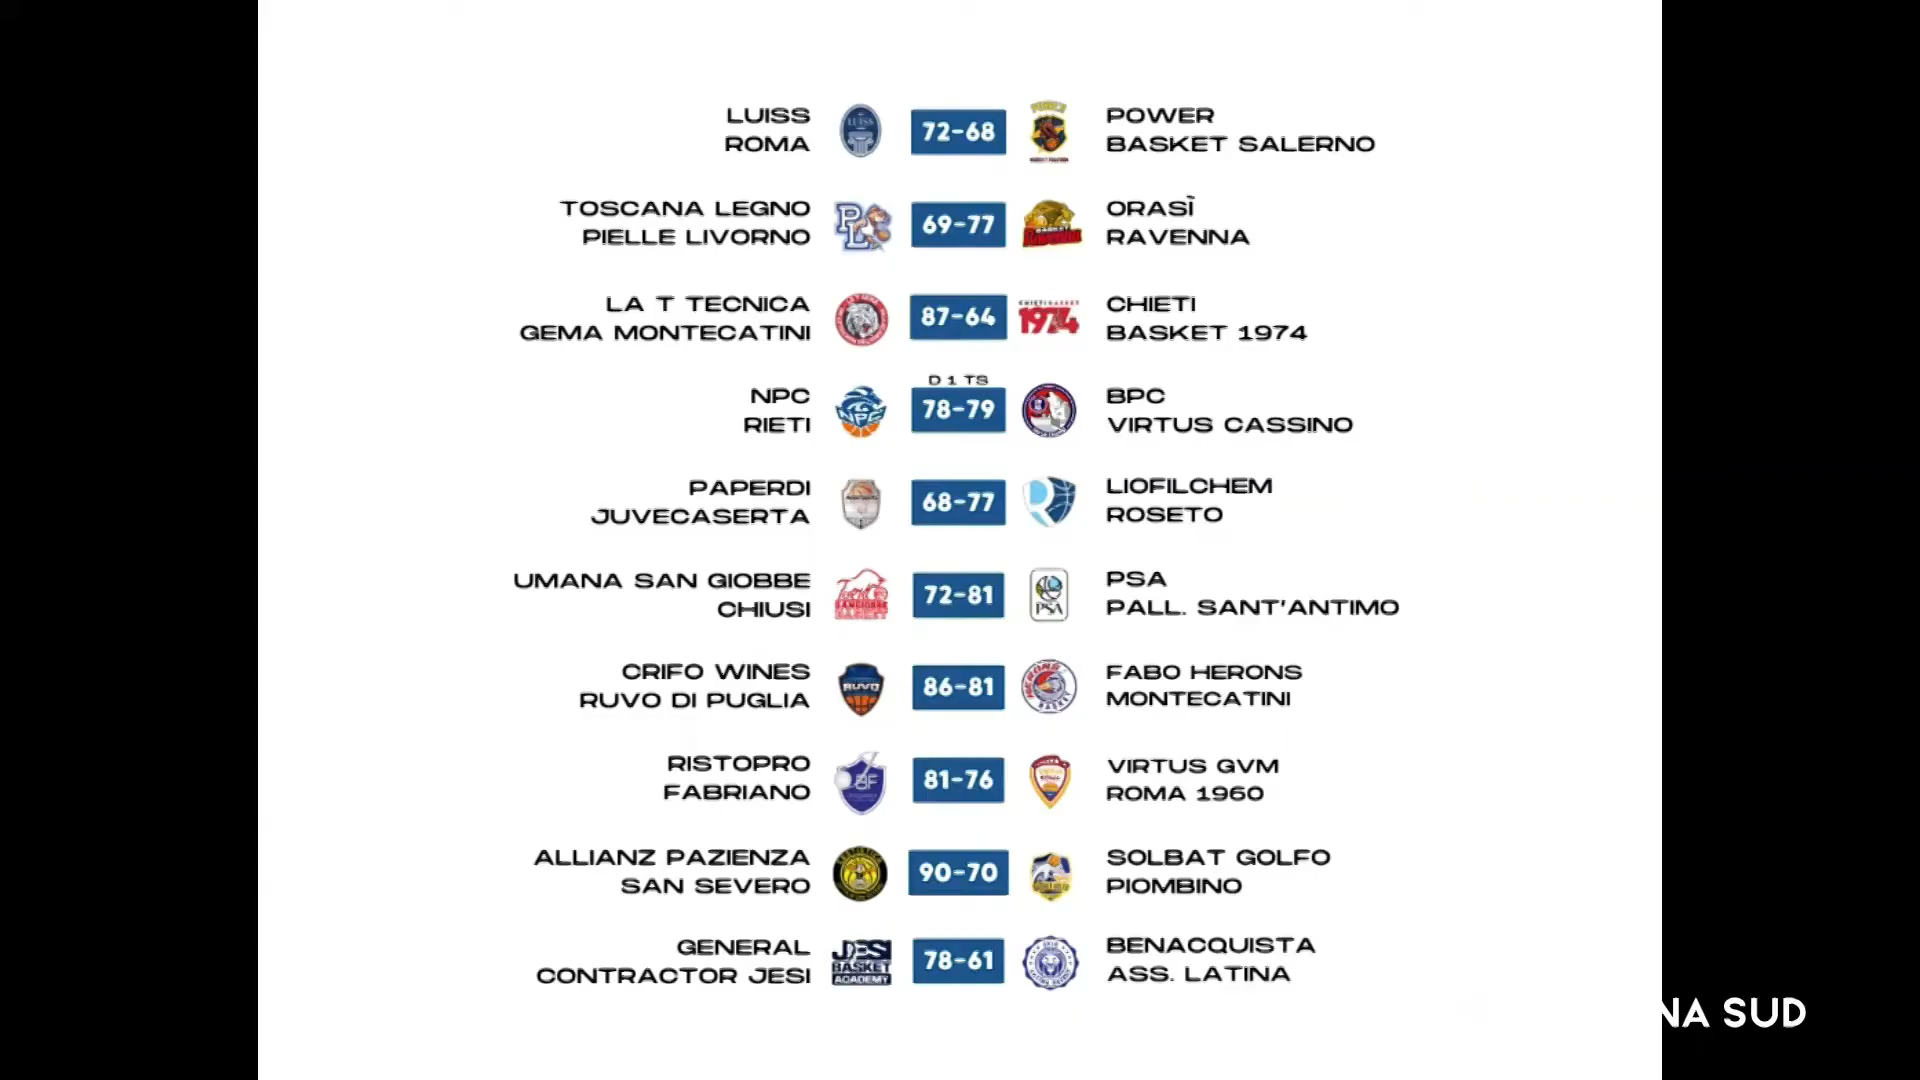 LUISS
ROMA
72-68
POWER
BASKET SALERNO
TOSCANA LEGNO
PIELLE LIVORNO
69-77
ORASÌ
RAVENNA
LA T TECNICA
GEMA MONTECATINI
87-64
CHIETI
BASKET 1974
NPC
RIETI
D 1 TS
78-79
BPC
VIRTUS CASSINO
PAPERDI
JUVECASERTA
68-77
LIOFILCHEM
ROSETO
UMANA SAN GIOBBE
CHIUSI
72-81
PSA
PALL. SANT'ANTIMO
CRIFO WINES
RUVO DI PUGLIA
86-81
FABO HERONS
MONTECATINI
RISTOPRO
FABRIANO
81-76
VIRTUS GVM
ROMA 1960
ALLIANZ PAZIENZA
SAN SEVERO
90-70
SOLBAT GOLFO
PIOMBINO
GENERAL
CONTRACTOR JESI
78-61
BENACQUISTA
ASS. LATINA
NA SUD